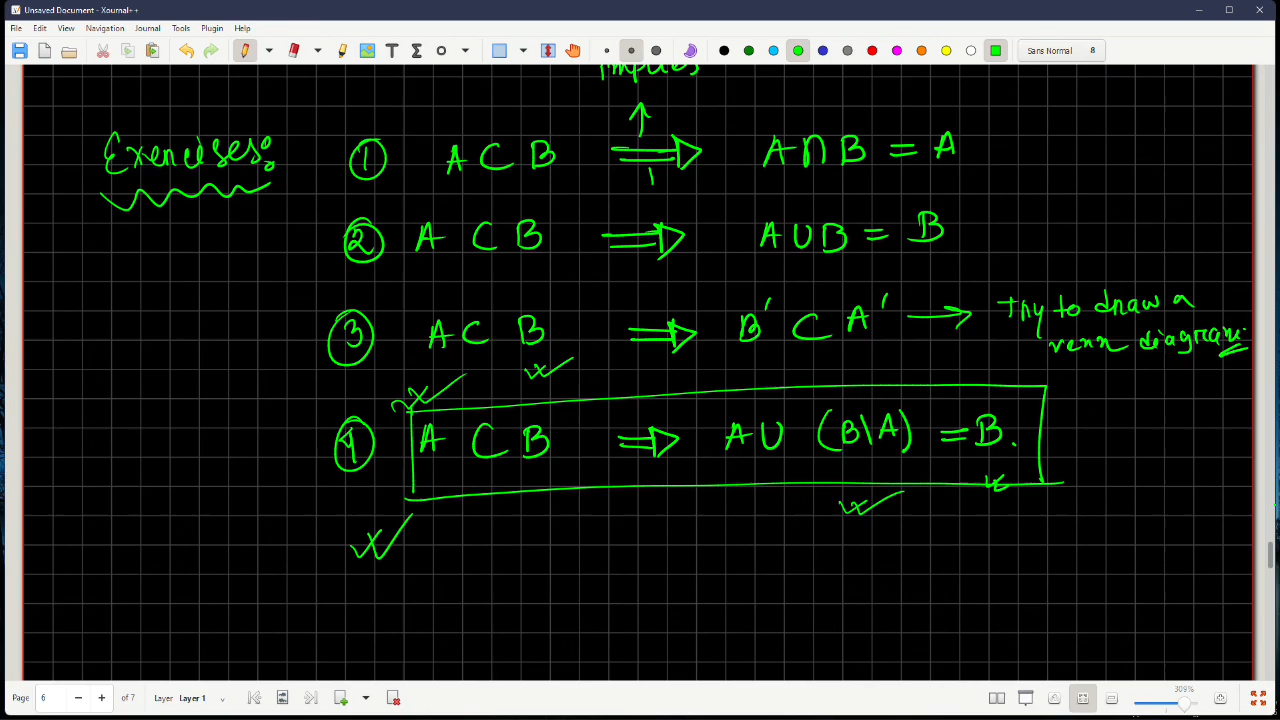 Unsaved Document - Xournal++
File Edit View Navigation Journal Tools Plugin Help
Sans Normal 8
implies
Exercises:
① A ⊂ B ⟹ A∩B = A
② A ⊂ B ⟹ A∪B = B
③ A ⊂ B ⟹ B' ⊂ A' → try to draw a
venn diagram
④ A ⊂ B ⟹ A∪ (B\A) = B.
Page 6 of 7 Layer Layer 1 309%